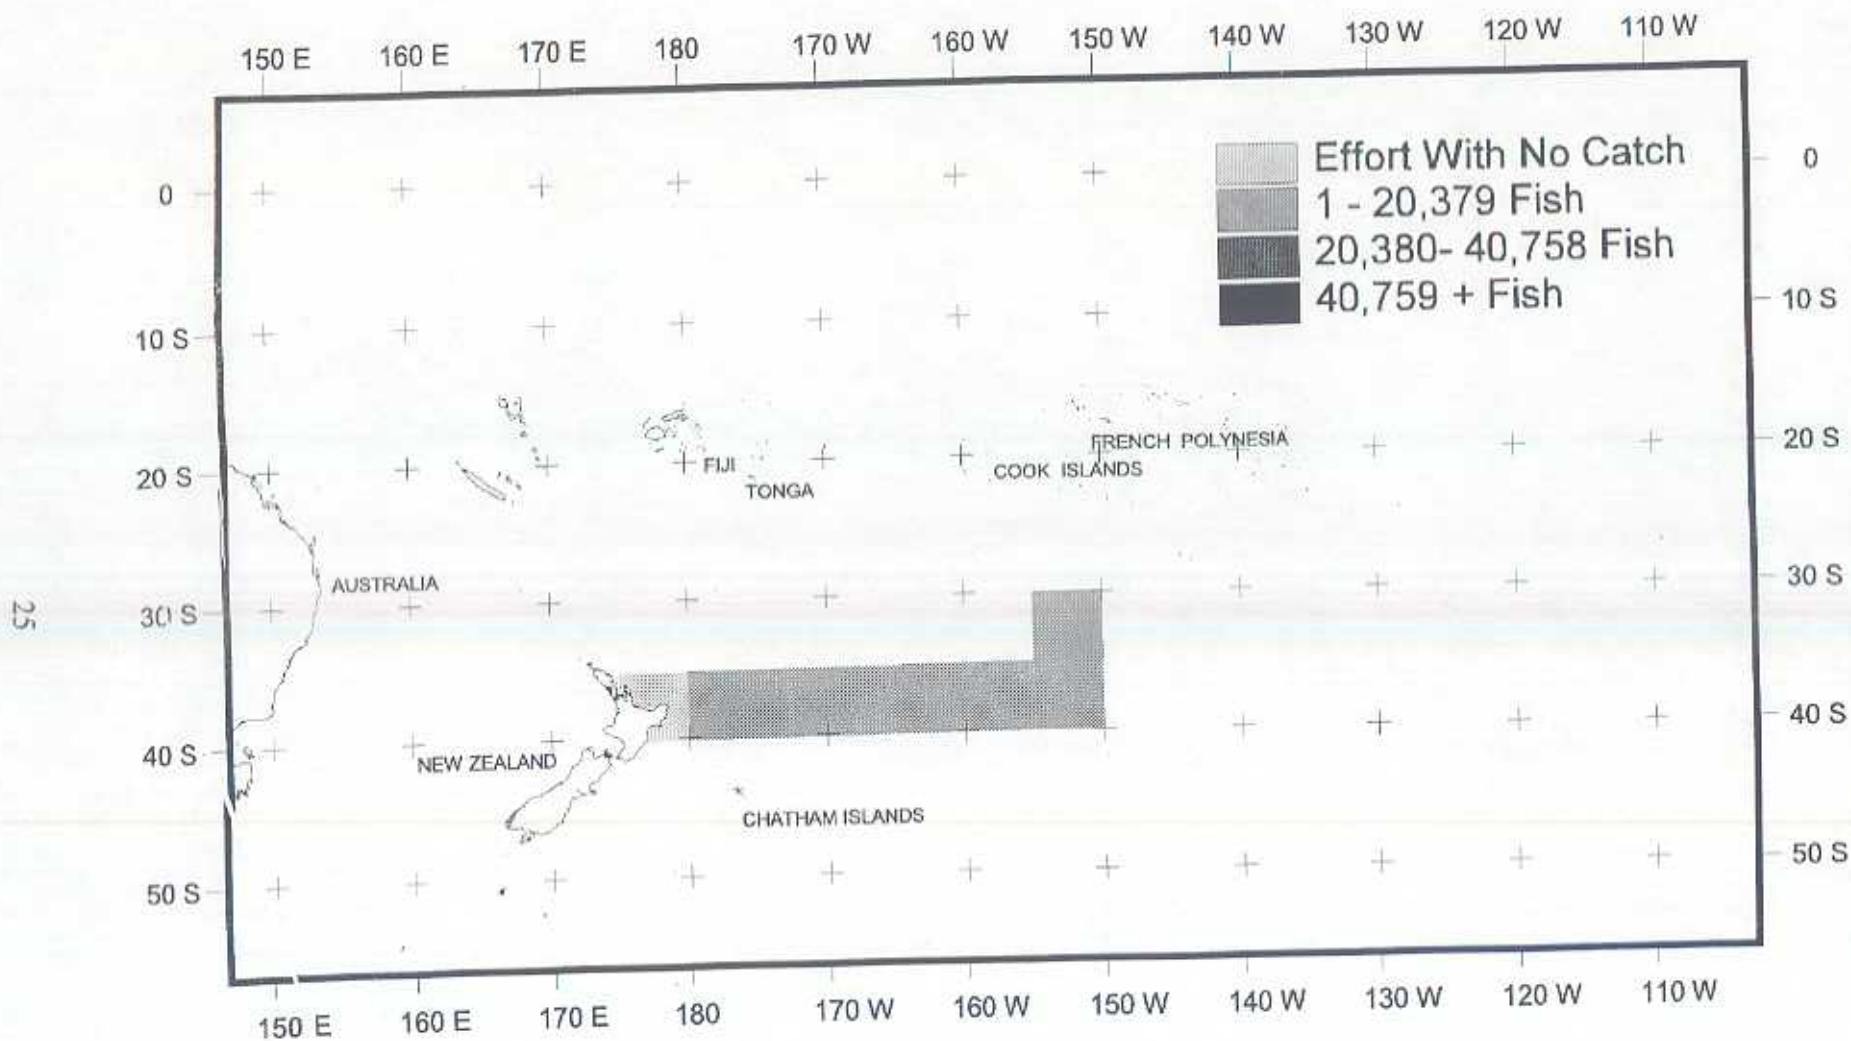 150 E 160 E 170 E 180 170 W 160 W 150 W 140 W 130 W 120 W 110 W
Effort With No Catch
1 - 20,379 Fish
20,380- 40,758 Fish
40,759 + Fish
0 0
10 S 10 S
20 S 20 S
30 S 30 S
40 S 40 S
50 S 50 S
FRENCH POLYNESIA
FIJI
COOK ISLANDS
TONGA
AUSTRALIA
NEW ZEALAND
CHATHAM ISLANDS
150 E 160 E 170 E 180 170 W 160 W 150 W 140 W 130 W 120 W 110 W
25